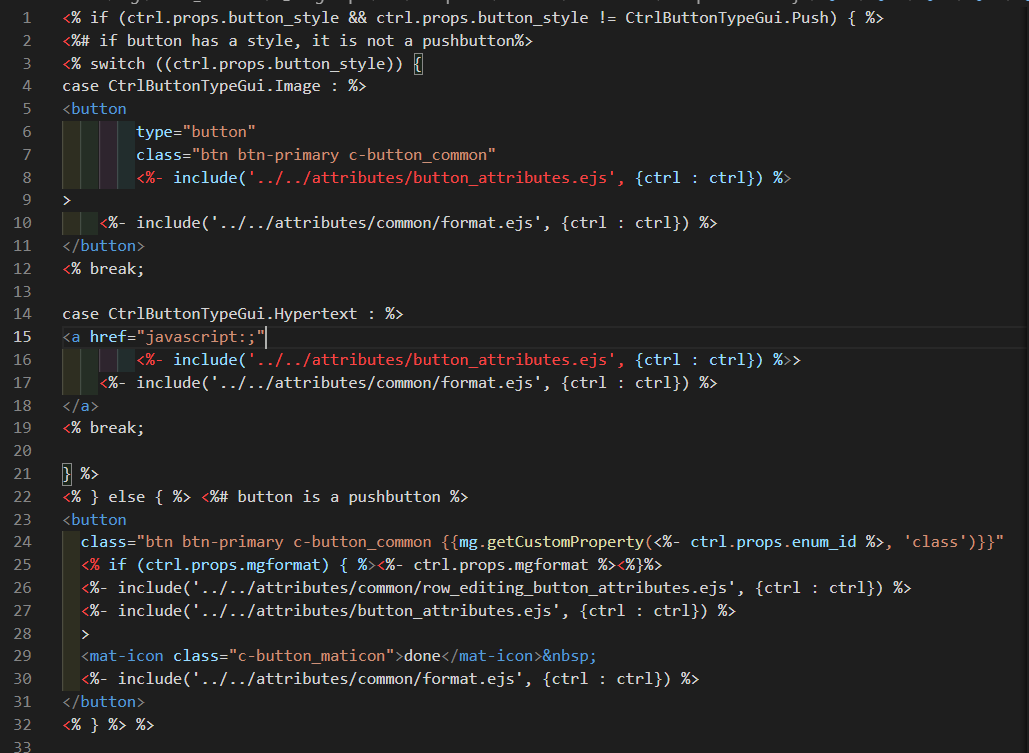 1 <% if (ctrl.props.button_style && ctrl.props.button_style != CtrlButtonTypeGui.Push) { %>
2 <%# if button has a style, it is not a pushbutton%>
3 <% switch ((ctrl.props.button_style)) {
4 case CtrlButtonTypeGui.Image : %>
5 <button
6 type="button"
7 class="btn btn-primary c-button_common"
8 <%- include('../../attributes/button_attributes.ejs', {ctrl : ctrl}) %>
9 >
10 <%- include('../../attributes/common/format.ejs', {ctrl : ctrl}) %>
11 </button>
12 <% break;
13
14 case CtrlButtonTypeGui.Hypertext : %>
15 <a href="javascript:;"
16 <%- include('../../attributes/button_attributes.ejs', {ctrl : ctrl}) %>>
17 <%- include('../../attributes/common/format.ejs', {ctrl : ctrl}) %>
18 </a>
19 <% break;
20
21 } %>
22 <% } else { %> <%# button is a pushbutton %>
23 <button
24 class="btn btn-primary c-button_common {{mg.getCustomProperty(<%- ctrl.props.enum_id %>, 'class')}}"
25 <% if (ctrl.props.mgformat) { %><%- ctrl.props.mgformat %><%}%>
26 <%- include('../../attributes/common/row_editing_button_attributes.ejs', {ctrl : ctrl}) %>
27 <%- include('../../attributes/button_attributes.ejs', {ctrl : ctrl}) %>
28 >
29 <mat-icon class="c-button_maticon">done</mat-icon>&nbsp;
30 <%- include('../../attributes/common/format.ejs', {ctrl : ctrl}) %>
31 </button>
32 <% } %> %>
33